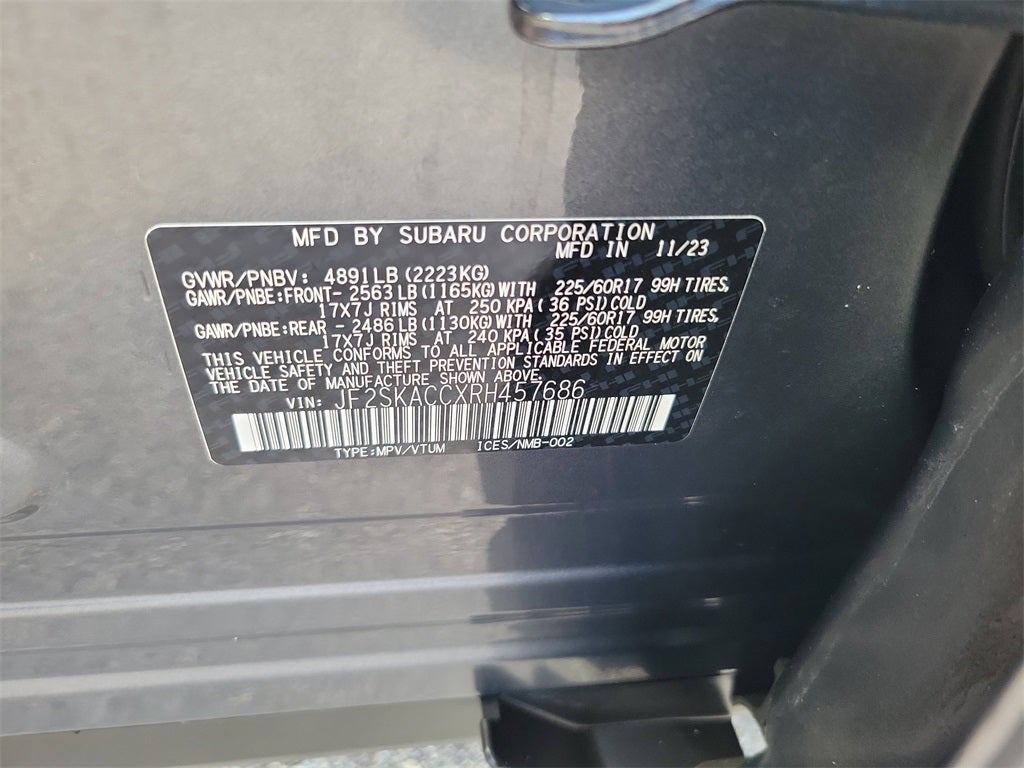 MFD BY SUBARU CORPORATION
MFD IN 11/23
GVWR/PNBV: 4891LB(2223KG)
GAWR/PNBE:FRONT- 2563LB(1165KG)WITH 225/60R17 99H TIRES,
17X7J RIMS AT 250 KPA(36 PSI)COLD
GAWR/PNBE:REAR - 2486LB(1130KG)WITH 225/60R17 99H TIRES,
17X7J RIMS AT 240 KPA(35 PSI)COLD
THIS VEHICLE CONFORMS TO ALL APPLICABLE FEDERAL MOTOR
VEHICLE SAFETY AND THEFT PREVENTION STANDARDS IN EFFECT ON
THE DATE OF MANUFACTURE SHOWN ABOVE.
VIN: JF2SKACCXRH457686
TYPE:MPV/VTUM ICES/NMB-002